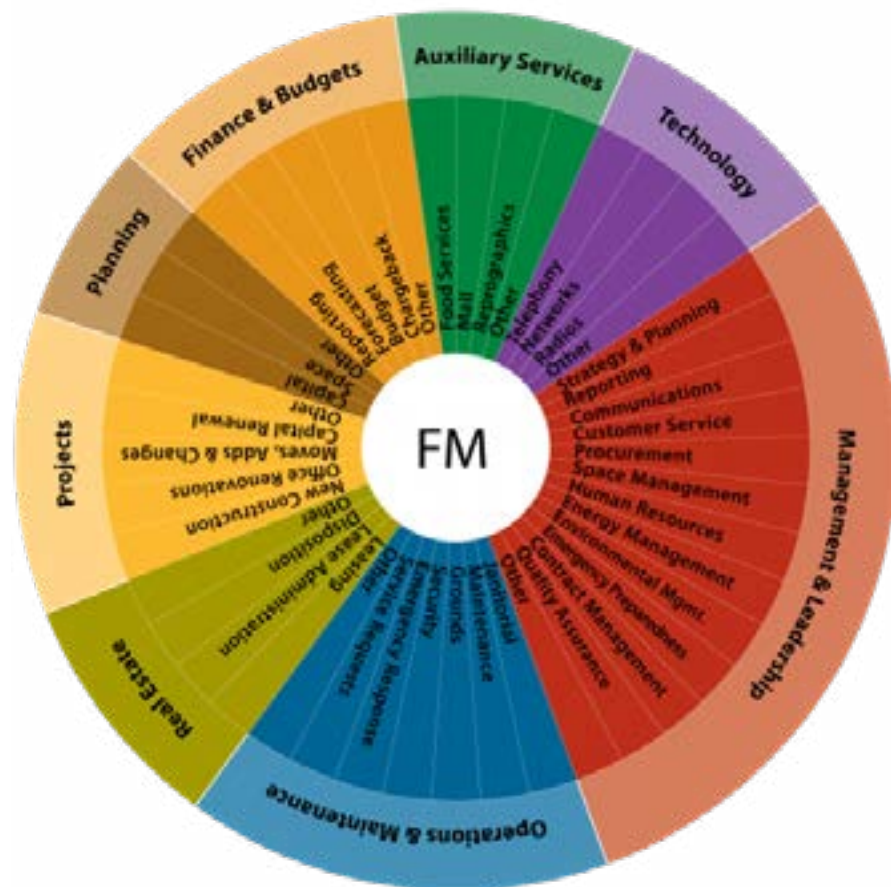 FM
Auxiliary Services
Food Services
Mail
Reprographics
Other
Technology
Telephony
Networks
Radios
Other
Management & Leadership
Strategy & Planning
Reporting
Communications
Customer Service
Procurement
Space Management
Human Resources
Energy Management
Environmental Mgmt.
Emergency Preparedness
Contract Management
Quality Assurance
Other
Operations & Maintenance
Janitorial
Maintenance
Grounds
Security
Emergency Response
Service Requests
Other
Real Estate
Leasing
Lease Administration
Disposition
Other
Projects
New Construction
Office Renovations
Moves, Adds & Changes
Capital Renewal
Other
Planning
Capital
Space
Other
Finance & Budgets
Reporting
Forecasting
Budget
Chargeback
Other